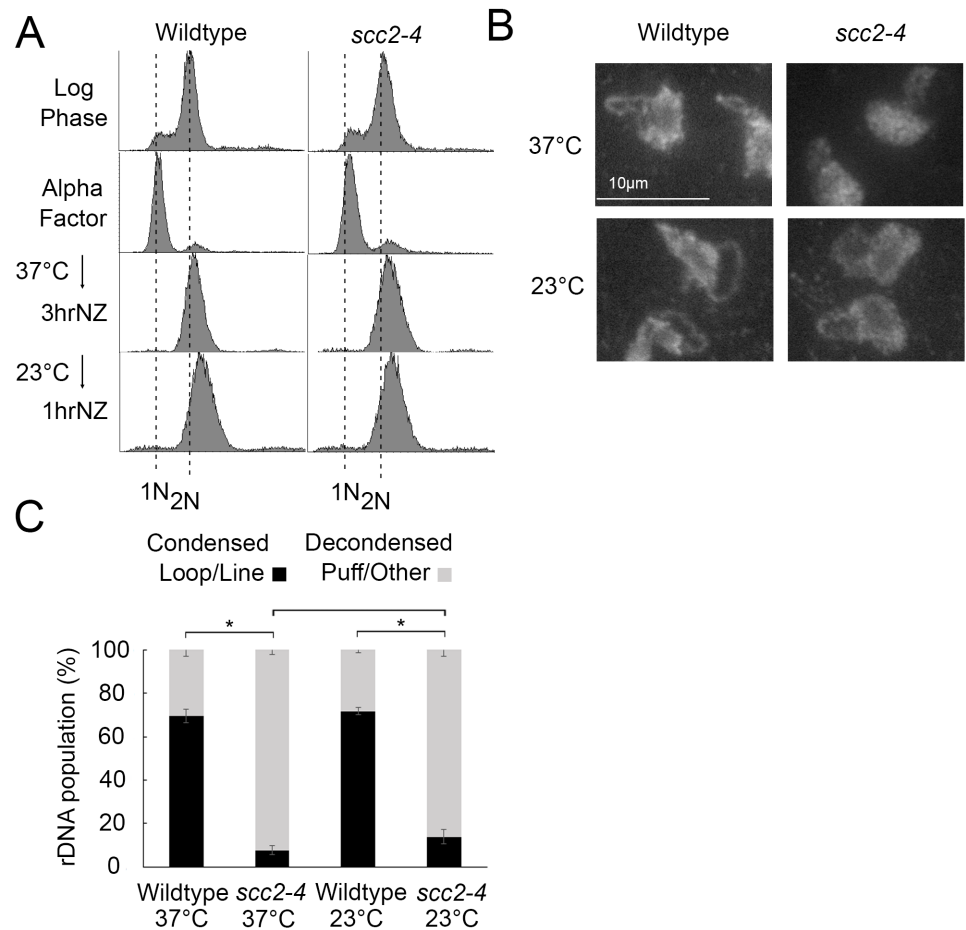 A
Wildtype
scc2-4
Log
Phase
Alpha
Factor
37°C
3hrNZ
23°C
1hrNZ
1N 2N
1N 2N
B
Wildtype
scc2-4
37°C
10µm
23°C
C
Condensed
Loop/Line
Decondensed
Puff/Other
* *
rDNA population (%)
100
80
60
40
20
0
Wildtype scc2-4 Wildtype scc2-4
37°C 37°C 23°C 23°C